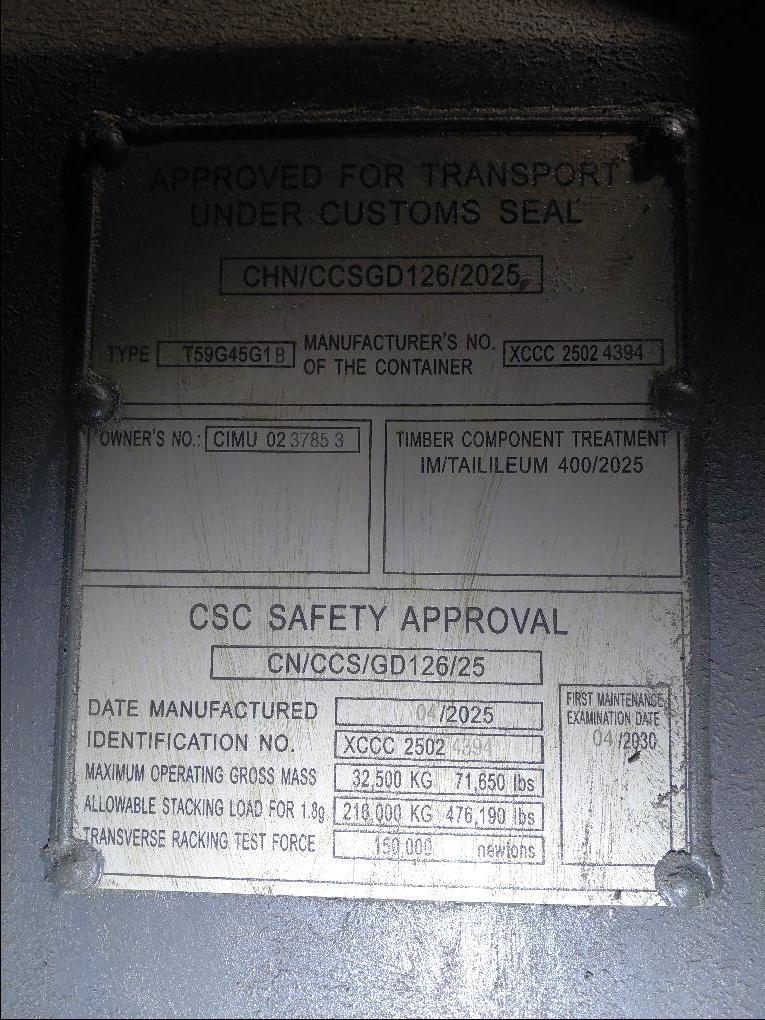 APPROVED FOR TRANSPORT
UNDER CUSTOMS SEAL
CHN/CCSGD126/2025
TYPE T59G45G1B MANUFACTURER'S NO. OF THE CONTAINER XCCC 2502 4394
OWNER'S NO.: CIMU 02 3785 3
TIMBER COMPONENT TREATMENT
IM/TAILILEUM 400/2025
CSC SAFETY APPROVAL
CN/CCS/GD126/25
DATE MANUFACTURED 04/2025
IDENTIFICATION NO. XCCC 2502 4394
MAXIMUM OPERATING GROSS MASS 32,500 KG 71,650 lbs
ALLOWABLE STACKING LOAD FOR 1.8g 216,000 KG 476,190 lbs
TRANSVERSE RACKING TEST FORCE 150,000 newtons
FIRST MAINTENANCE
EXAMINATION DATE
04/2030